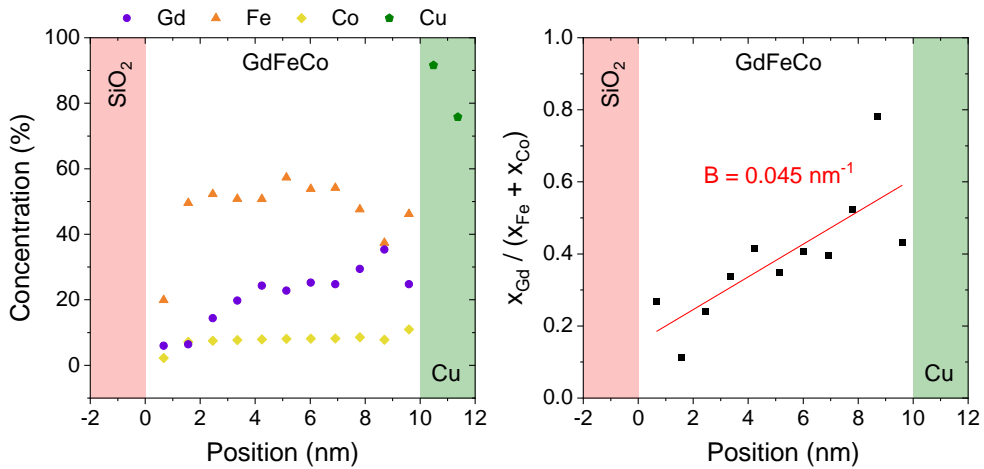 Gd Fe Co Cu
100
80
60
40
20
0
Concentration (%)
SiO2
GdFeCo
Cu
-2 0 2 4 6 8 10 12
Position (nm)
1.0
0.8
0.6
0.4
0.2
0.0
xGd / (xFe + xCo)
SiO2
GdFeCo
B = 0.045 nm-1
Cu
-2 0 2 4 6 8 10 12
Position (nm)